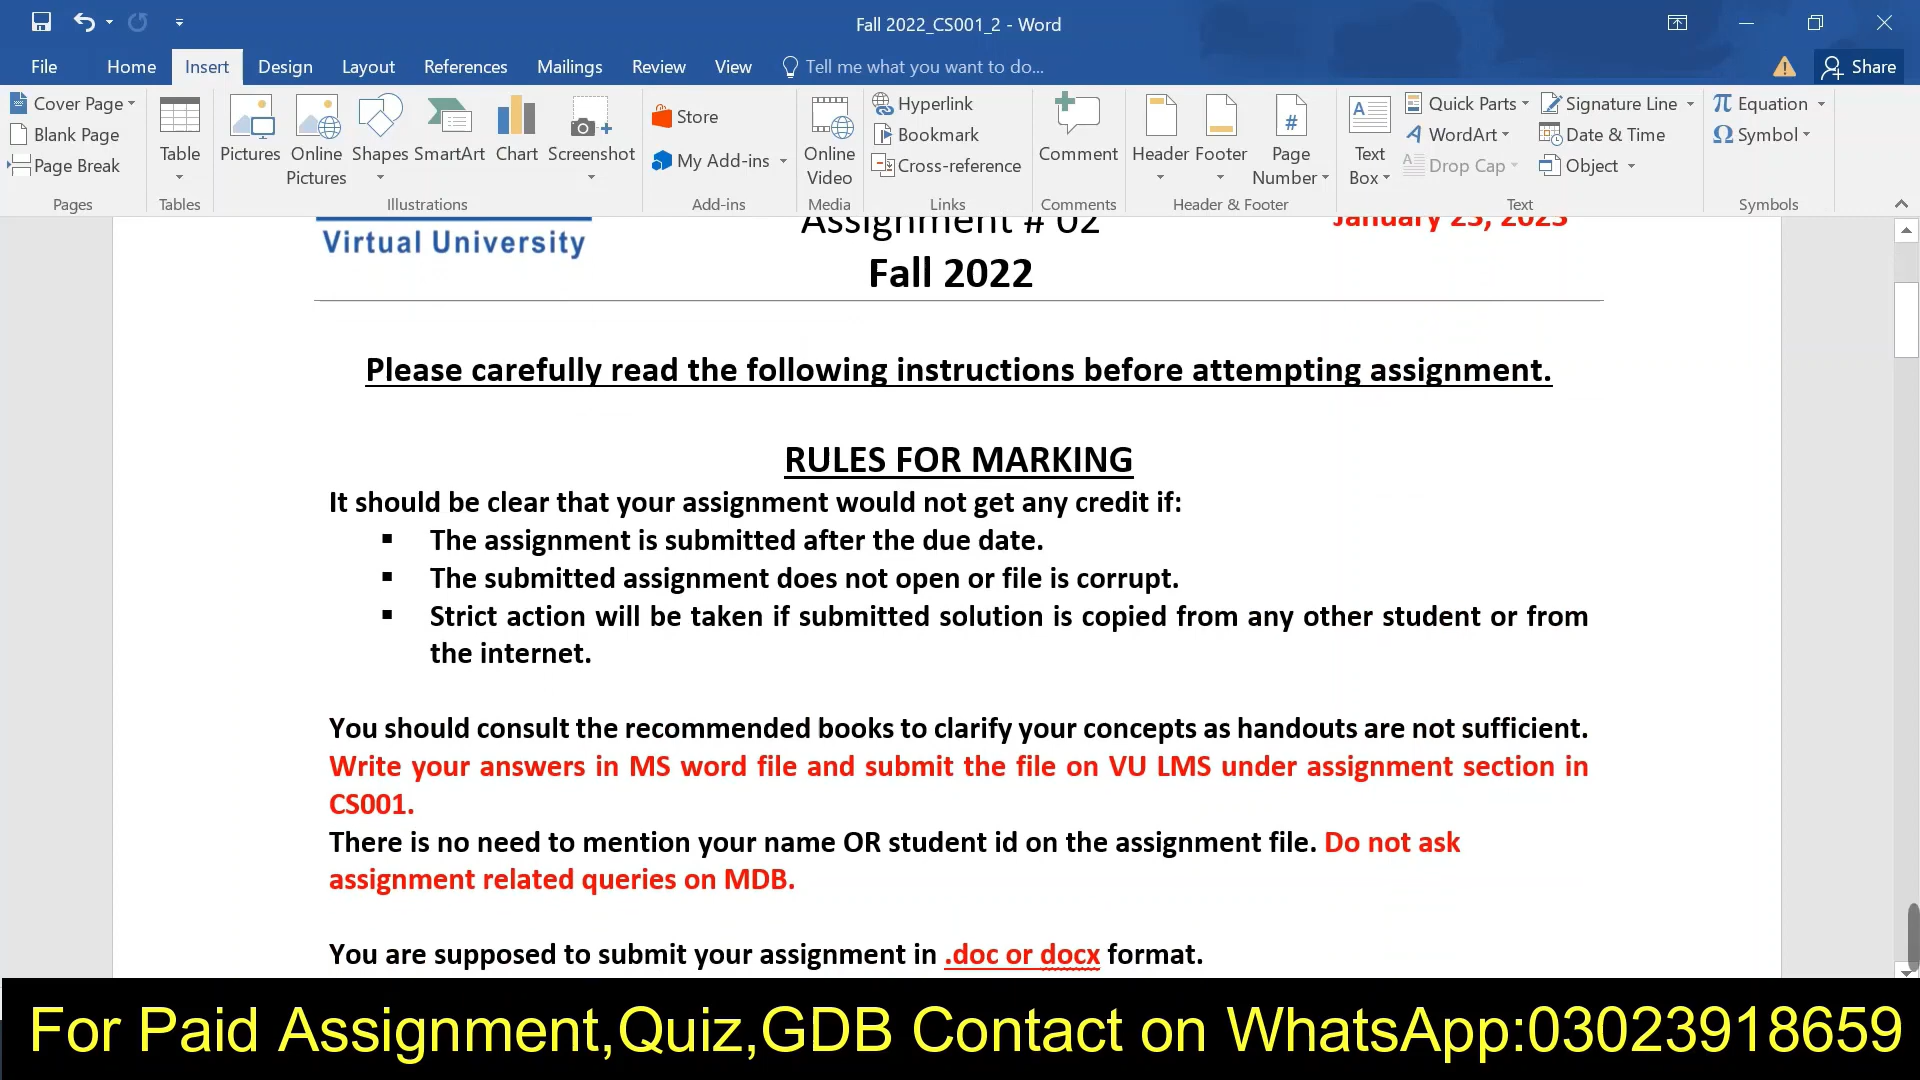 Fall 2022_CS001_2 - Word
File Home Insert Design Layout References Mailings Review View Tell me what you want to do... Share
Cover Page
Blank Page
Page Break
Pages
Table
Tables
Pictures
Online Pictures
Shapes
SmartArt
Chart
Screenshot
Illustrations
Store
My Add-ins
Add-ins
Online Video
Media
Hyperlink
Bookmark
Cross-reference
Links
Comment
Comments
Header
Footer
Page Number
#
Header & Footer
A
Text Box
Quick Parts
WordArt
Drop Cap
Signature Line
Date & Time
Object
Text
π Equation
Ω Symbol
Symbols
Virtual University
Assignment # 02
January 23, 2023
Fall 2022
Please carefully read the following instructions before attempting assignment.
RULES FOR MARKING
It should be clear that your assignment would not get any credit if:
▪ The assignment is submitted after the due date.
▪ The submitted assignment does not open or file is corrupt.
▪ Strict action will be taken if submitted solution is copied from any other student or from
the internet.
You should consult the recommended books to clarify your concepts as handouts are not sufficient.
Write your answers in MS word file and submit the file on VU LMS under assignment section in
CS001.
There is no need to mention your name OR student id on the assignment file. Do not ask
assignment related queries on MDB.
You are supposed to submit your assignment in .doc or docx format.
For Paid Assignment,Quiz,GDB Contact on WhatsApp:03023918659